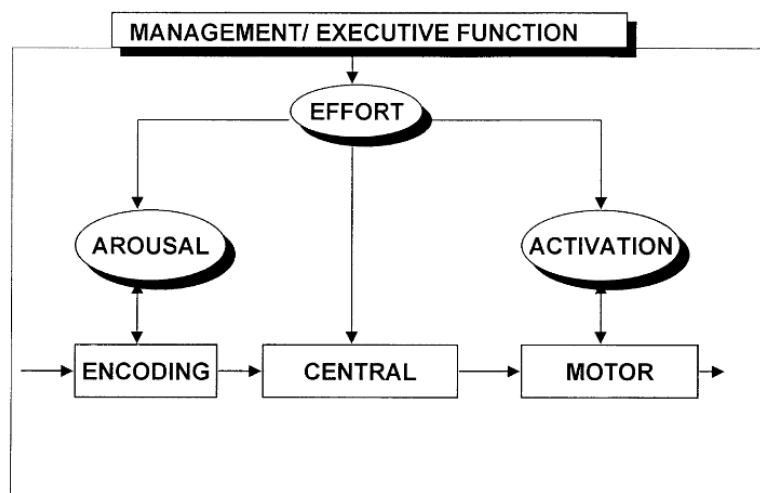 MANAGEMENT/ EXECUTIVE FUNCTION
EFFORT
AROUSAL
ACTIVATION
ENCODING
CENTRAL
MOTOR